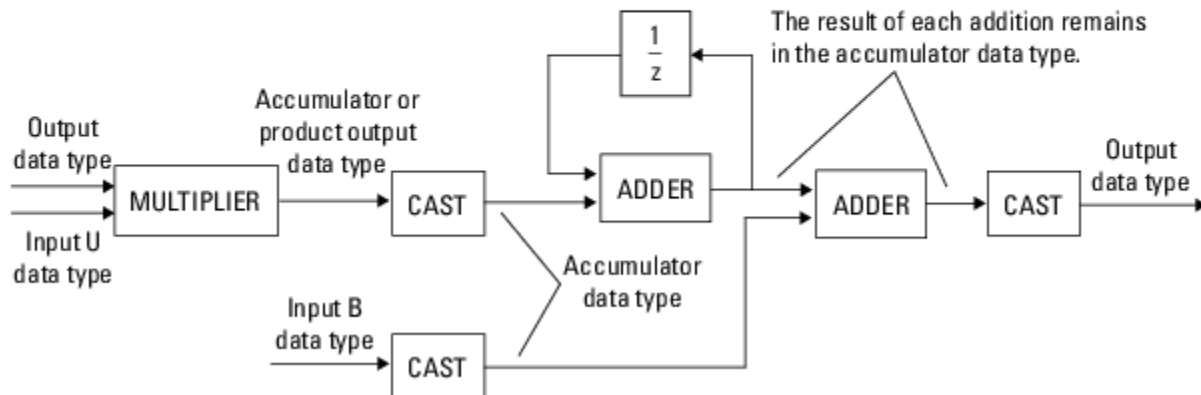 The result of each addition remains
in the accumulator data type.
1
z
Accumulator or
product output
data type
Output
data type
MULTIPLIER
CAST
ADDER
ADDER
CAST
Output
data type
Input U
data type
Accumulator
data type
Input B
data type
CAST